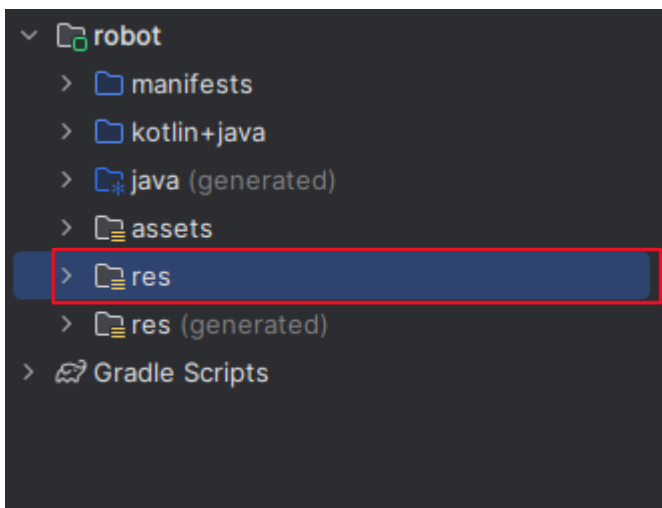 robot
manifests
kotlin+java
java (generated)
assets
res
res (generated)
Gradle Scripts